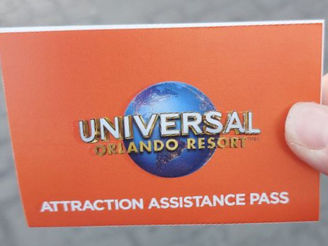 UNIVERSAL
ORLANDO RESORT
ATTRACTION ASSISTANCE PASS